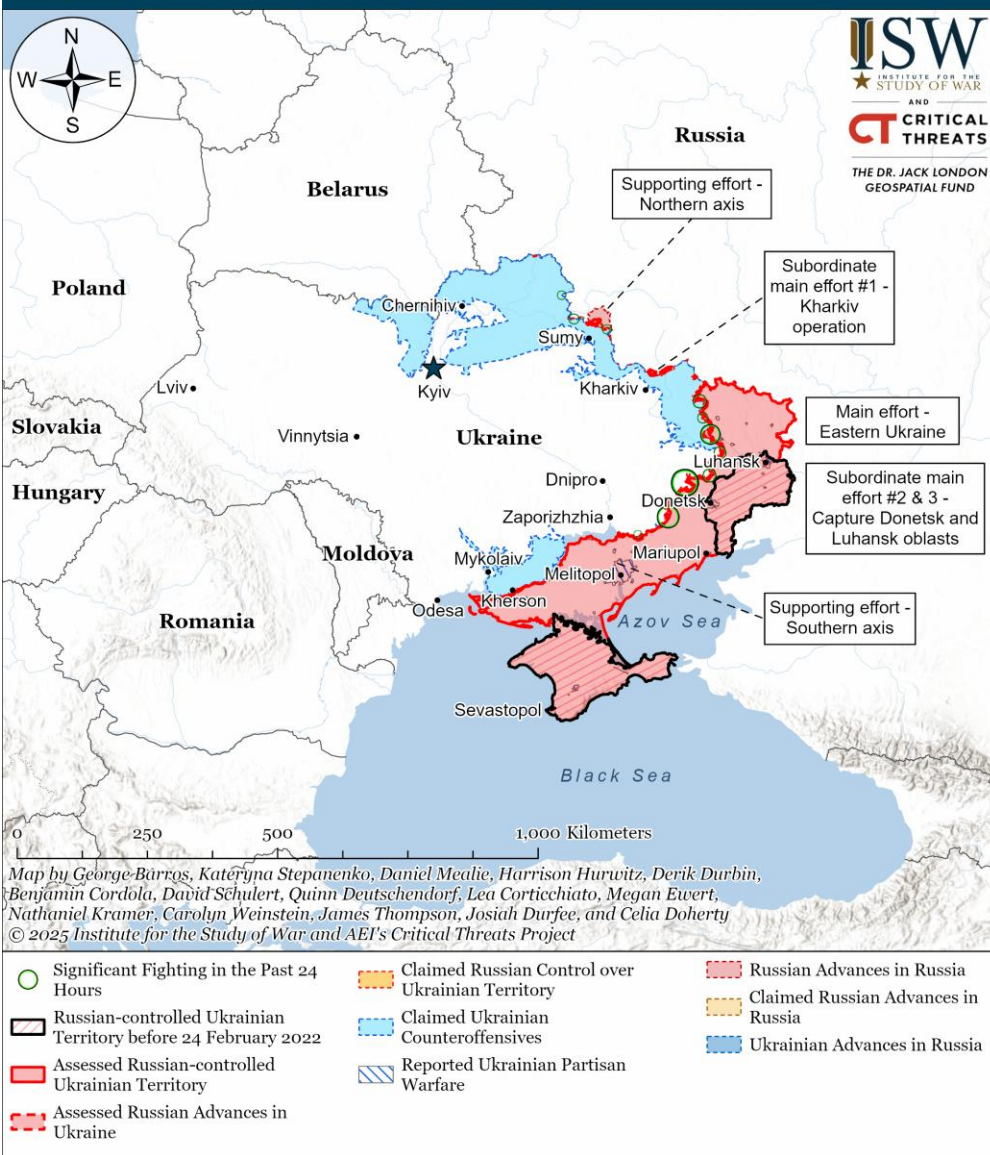 N
W
E
S
ISW
INSTITUTE FOR THE
STUDY OF WAR
AND
CT CRITICAL
THREATS
THE DR. JACK LONDON
GEOSPATIAL FUND
Russia
Supporting effort -
Northern axis
Belarus
Subordinate
main effort #1 -
Kharkiv
operation
Poland
Chernihiv
Sumy
Kyiv
Kharkiv
Lviv
Slovakia
Main effort -
Eastern Ukraine
Vinnytsia
Ukraine
Luhansk
Hungary
Dnipro
Donetsk
Subordinate main
effort #2 & 3 -
Capture Donetsk and
Luhansk oblasts
Zaporizhzhia
Moldova
Mykolaiv
Mariupol
Melitopol
Kherson
Odesa
Romania
Azov Sea
Supporting effort -
Southern axis
Sevastopol
Black Sea
0
250
500
1,000 Kilometers
Map by George Barros, Kateryna Stepanenko, Daniel Mealie, Harrison Hurwitz, Derik Durbin,
Benjamin Cordola, David Schulert, Quinn Deutschendorf, Lea Corticchiato, Megan Ewert,
Nathaniel Kramer, Carolyn Weinstein, James Thompson, Josiah Durfee, and Celia Doherty
© 2025 Institute for the Study of War and AEI's Critical Threats Project
Significant Fighting in the Past 24
Hours
Russian-controlled Ukrainian
Territory before 24 February 2022
Assessed Russian-controlled
Ukrainian Territory
Assessed Russian Advances in
Ukraine
Claimed Russian Control over
Ukrainian Territory
Claimed Ukrainian
Counteroffensives
Reported Ukrainian Partisan
Warfare
Russian Advances in Russia
Claimed Russian Advances in
Russia
Ukrainian Advances in Russia